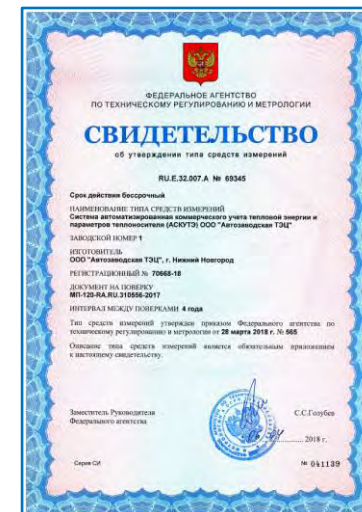 ФЕДЕРАЛЬНОЕ АГЕНТСТВО
ПО ТЕХНИЧЕСКОМУ РЕГУЛИРОВАНИЮ И МЕТРОЛОГИИ
СВИДЕТЕЛЬСТВО
об утверждении типа средств измерений
RU.E.32.007.A № 69345
Срок действия бессрочный
НАИМЕНОВАНИЕ ТИПА СРЕДСТВ ИЗМЕРЕНИЙ
Система автоматизированная коммерческого учета тепловой энергии и
параметров теплоносителя (АСКУТЭ) ООО "Автозаводская ТЭЦ"
ЗАВОДСКОЙ НОМЕР 1
ИЗГОТОВИТЕЛЬ
ООО "Автозаводская ТЭЦ", г. Нижний Новгород
РЕГИСТРАЦИОННЫЙ № 70668-18
ДОКУМЕНТ НА ПОВЕРКУ
МП-120-RA.RU.310556-2017
ИНТЕРВАЛ МЕЖДУ ПОВЕРКАМИ 4 года
Тип средств измерений утвержден приказом Федерального агентства по
техническому регулированию и метрологии от 28 марта 2018 г. № 565
Описание типа средств измерений является обязательным приложением
к настоящему свидетельству.
Заместитель Руководителя
Федерального агентства
С.С.Голубев
2018 г.
Серия СИ
№ 041139